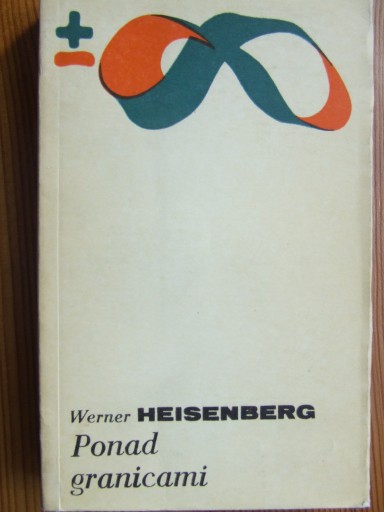 ±
Werner HEISENBERG
Ponad
granicami